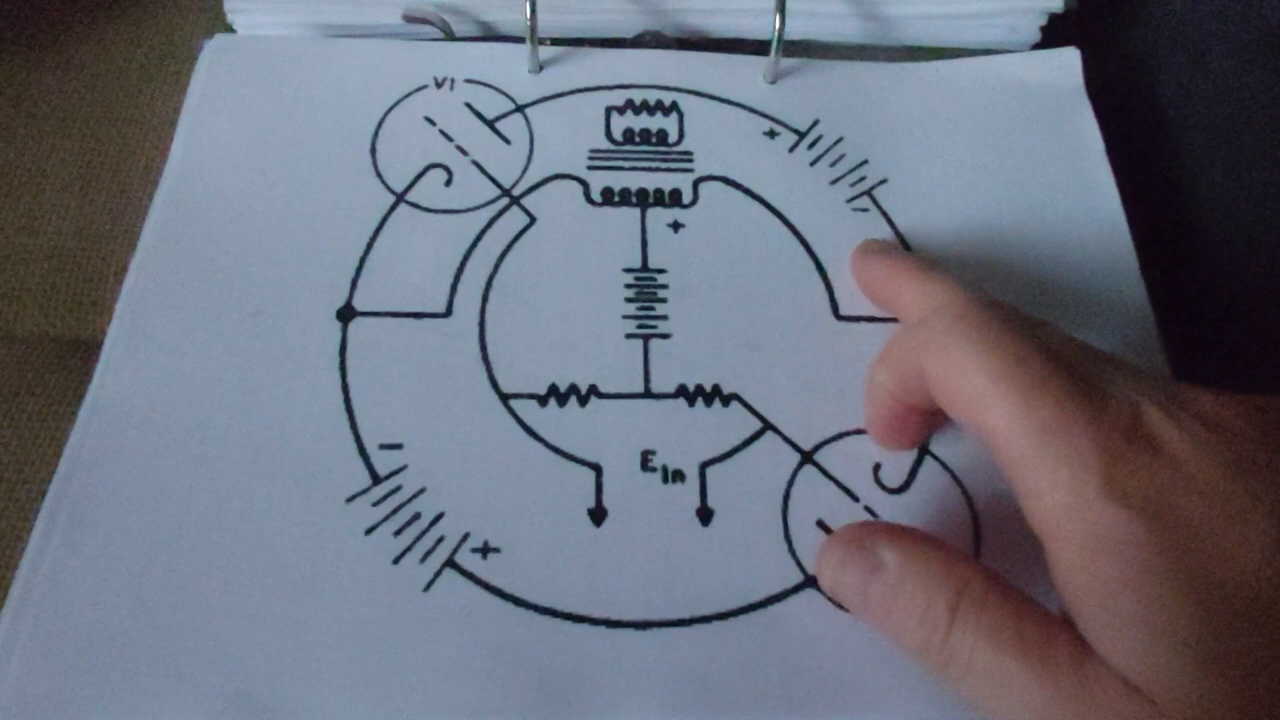 V1
+
-
+
-
E in
+